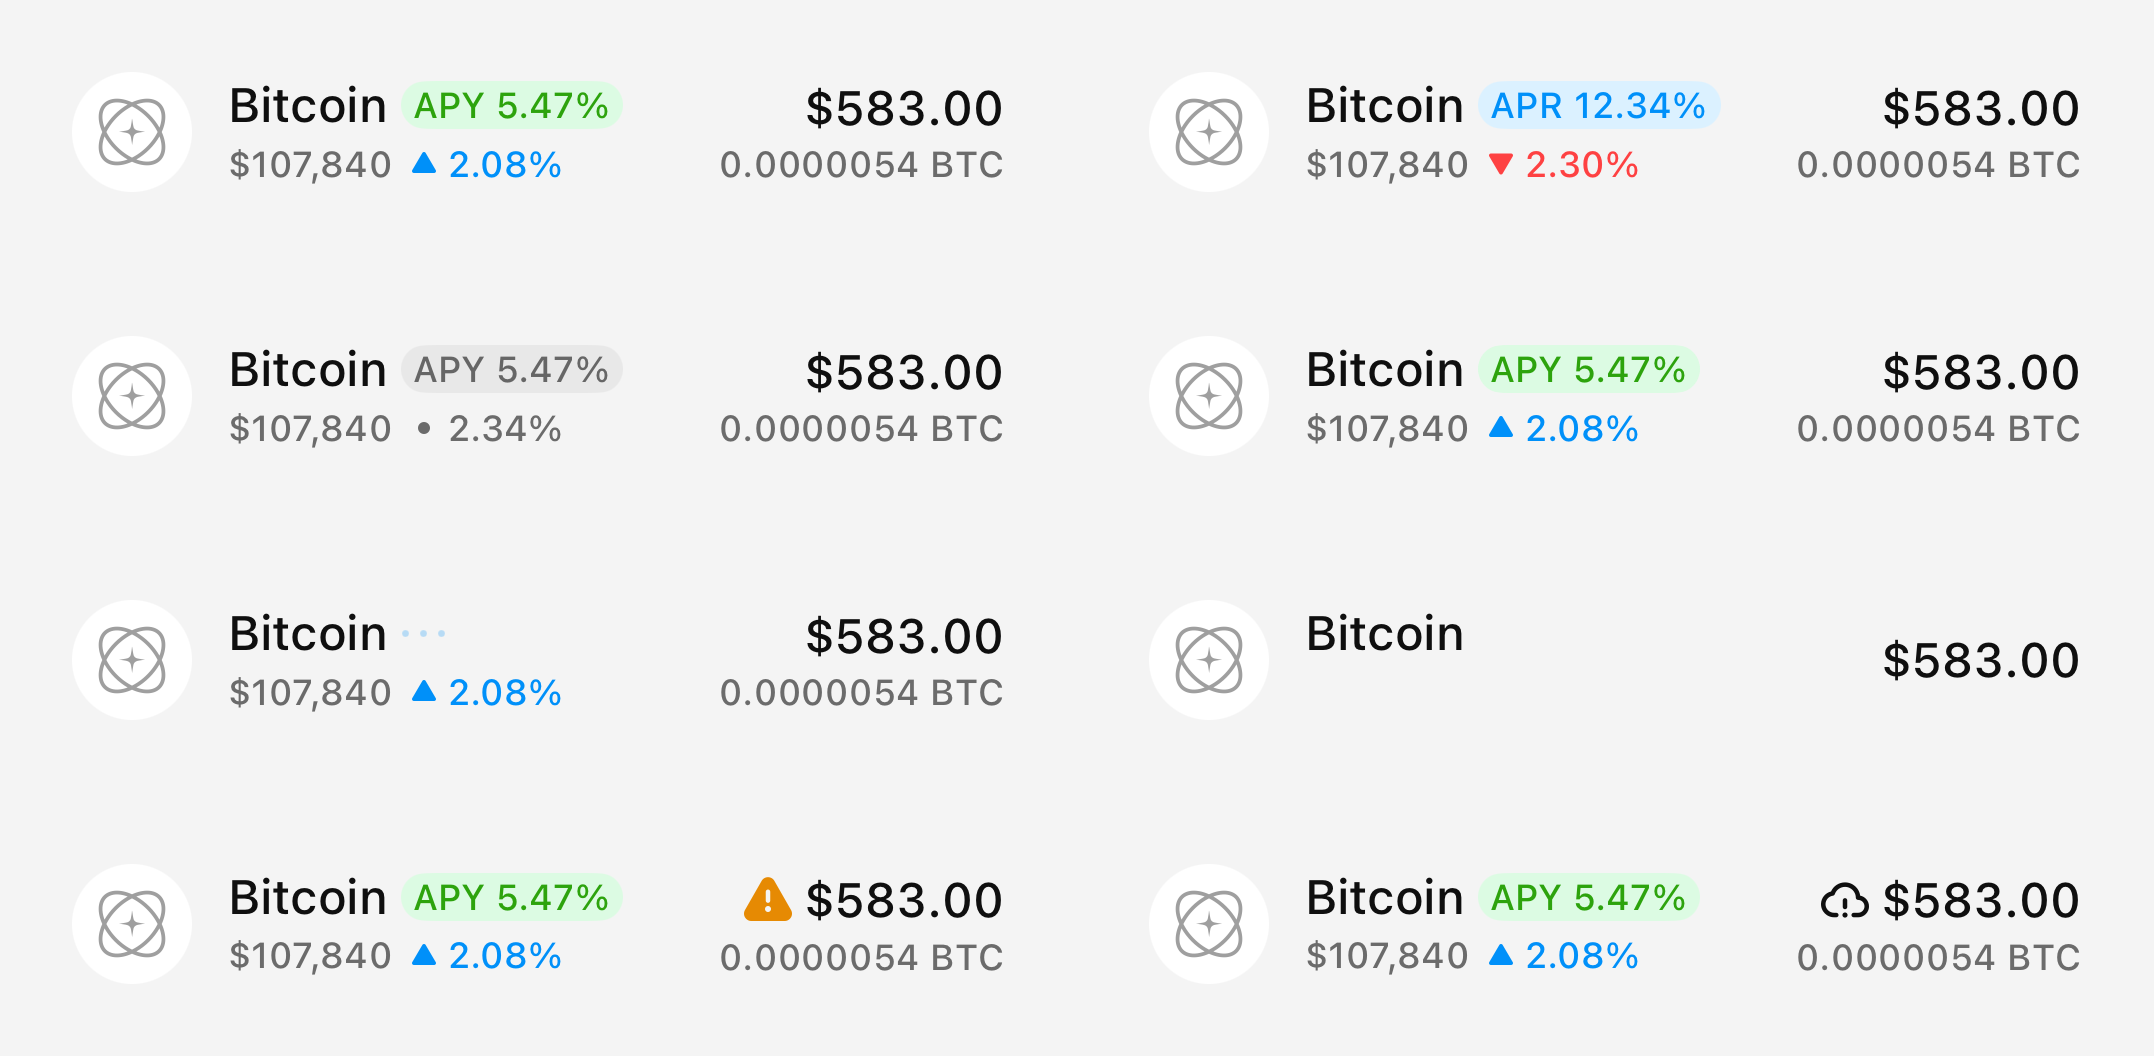 Bitcoin APY 5.47% $583.00
$107,840 ▲ 2.08% 0.0000054 BTC
Bitcoin APR 12.34% $583.00
$107,840 ▼ 2.30% 0.0000054 BTC
Bitcoin APY 5.47% $583.00
$107,840 • 2.34% 0.0000054 BTC
Bitcoin APY 5.47% $583.00
$107,840 ▲ 2.08% 0.0000054 BTC
Bitcoin ··· $583.00
$107,840 ▲ 2.08% 0.0000054 BTC
Bitcoin
$583.00
Bitcoin APY 5.47% $583.00
$107,840 ▲ 2.08% 0.0000054 BTC
Bitcoin APY 5.47% $583.00
$107,840 ▲ 2.08% 0.0000054 BTC